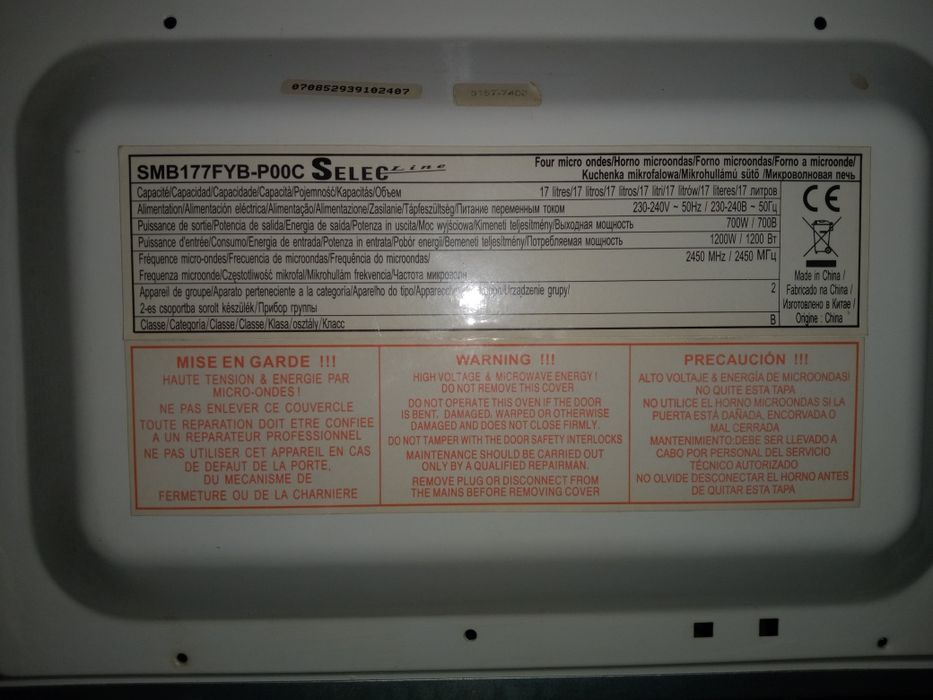 070852939102407
SMB177FYB-P00C SELECLine
Four micro ondes/Horno microondas/Forno microondas/Forno a microonde/
Kuchenka mikrofalowa/Mikrohullámú sütő /Микроволновая печь
Capacité/Capacidad/Capacidade/Capacità/Pojemność/Kapacitás/Объем 17 litres/17 litros/17 litros/17 litri/17 litrów/17 literes/17 литров
Alimentation/Alimentación eléctrica/Alimentação/Alimentazione/Zasilanie/Tápfeszültség/Питание переменным током 230-240V ~ 50Hz / 230-240В ~ 50Гц
Puissance de sortie/Potencia de salida/Energia de saída/Potenza in uscita/Moc wyjściowa/Kimeneti teljesítmény/Выходная мощность 700W / 700В
Puissance d'entrée/Consumo/Energia de entrada/Potenza in entrata/Pobór energii/Bemeneti teljesítmény/Потребляемая мощность 1200W / 1200 Вт
Fréquence micro-ondes/Frecuencia de microondas/Frequência do microondas/ 2450 MHz / 2450 МГц
Frequenza microonde/Częstotliwość mikrofal/Mikrohullám frekvencia/Частота микроволн
Appareil de groupe/Aparato perteneciente a la categoria/Aparelho do tipo/ Urządzenie grupy/ 2
2-es csoportba sorolt készülék/Прибор группы
Classe/Categoria/Classe/Classe/Klasa/osztály/Класс B
CE
Made in China /
Fabricado na China /
Изготовлено в Китае /
Origine : China
MISE EN GARDE !!!
HAUTE TENSION & ENERGIE PAR
MICRO-ONDES !
NE PAS ENLEVER CE COUVERCLE
TOUTE REPARATION DOIT ETRE CONFIEE
A UN REPARATEUR PROFESSIONNEL
NE PAS UTILISER CET APPAREIL EN CAS
DE DEFAUT DE LA PORTE,
DU MECANISME DE
FERMETURE OU DE LA CHARNIERE
WARNING !!!
HIGH VOLTAGE & MICROWAVE ENERGY !
DO NOT REMOVE THIS COVER
DO NOT OPERATE THIS OVEN IF THE DOOR
IS BENT, DAMAGED, WARPED OR OTHERWISE
DAMAGED AND DOES NOT CLOSE FIRMLY.
DO NOT TAMPER WITH THE DOOR SAFETY INTERLOCKS
MAINTENANCE SHOULD BE CARRIED OUT
ONLY BY A QUALIFIED REPAIRMAN.
REMOVE PLUG OR DISCONNECT FROM
THE MAINS BEFORE REMOVING COVER
PRECAUCIÓN !!!
ALTO VOLTAJE & ENERGÍA DE MICROONDAS!
NO QUITE ESTA TAPA
NO UTILICE EL HORNO MICROONDAS SI LA
PUERTA ESTÁ DAÑADA, ENCORVADA O
MAL CERRADA
MANTENIMIENTO:DEBE SER LLEVADO A
CABO POR PERSONAL DEL SERVICIO
TÉCNICO AUTORIZADO
NO OLVIDE DESCONECTAR EL HORNO ANTES
DE QUITAR ESTA TAPA